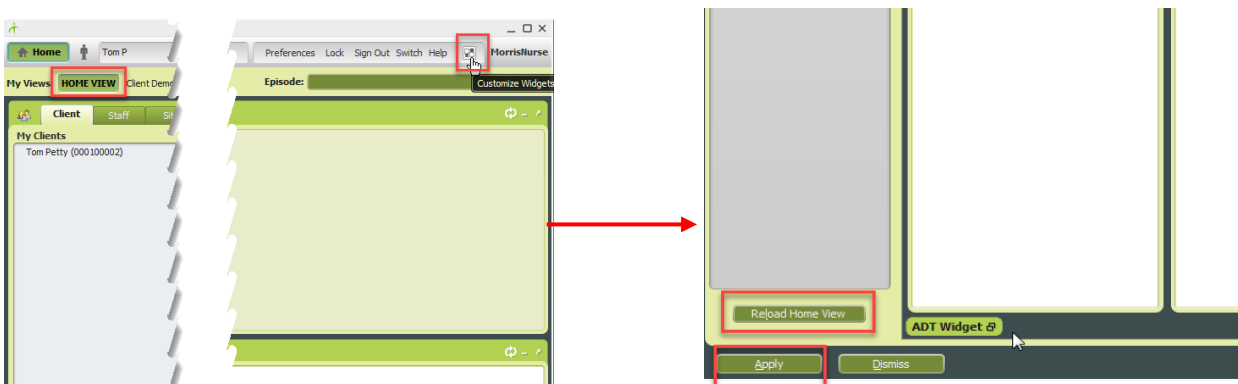 Home Tom P Preferences Lock Sign Out Switch Help MorrisNurse
My Views HOME VIEW Client Episode: Customize Widgets
Client Staff
My Clients
Tom Petty (000100002)
Reload Home View
ADT Widget
Apply Dismiss